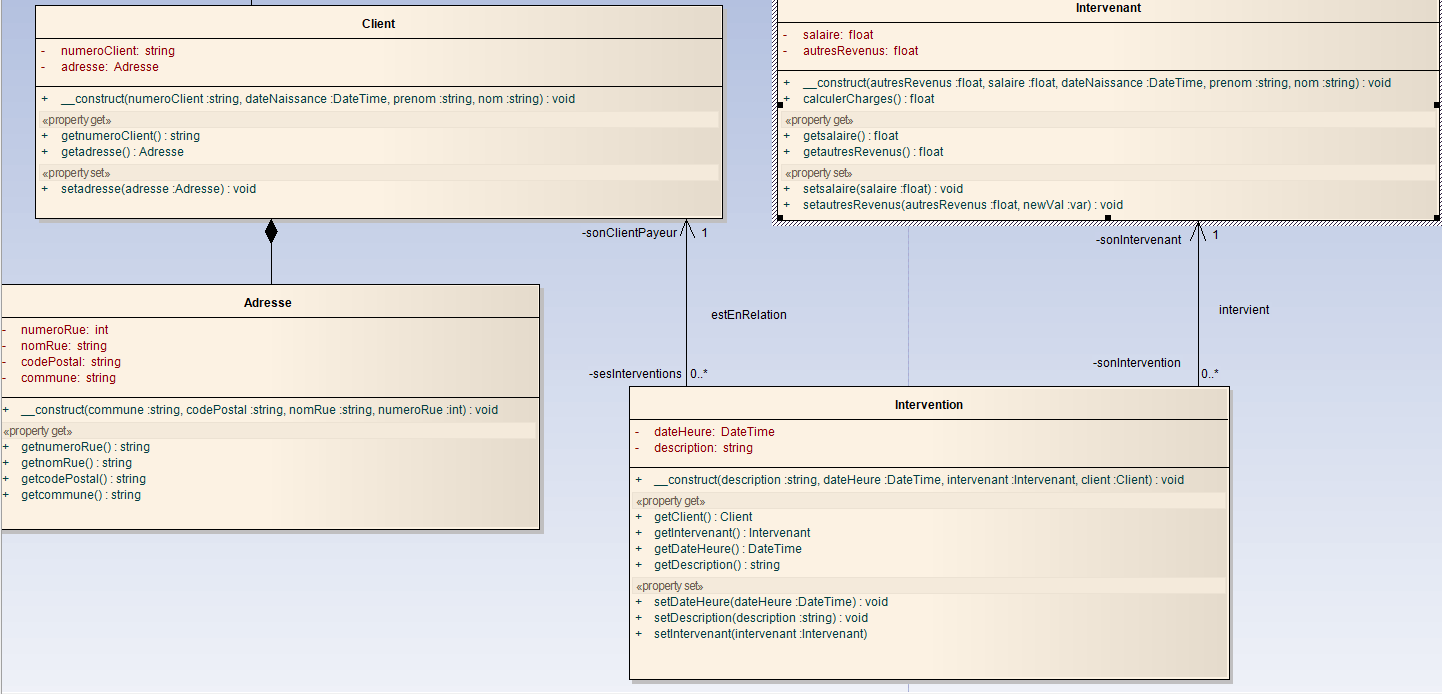 Client
- numeroClient: string
- adresse: Adresse
+ __construct(numeroClient :string, dateNaissance :DateTime, prenom :string, nom :string) : void
«property get»
+ getnumeroClient() : string
+ getadresse() : Adresse
«property set»
+ setadresse(adresse :Adresse) : void
Intervenant
- salaire: float
- autresRevenus: float
+ __construct(autresRevenus :float, salaire :float, dateNaissance :DateTime, prenom :string, nom :string) : void
+ calculerCharges() : float
«property get»
+ getsalaire() : float
+ getautresRevenus() : float
«property set»
+ setsalaire(salaire :float) : void
+ setautresRevenus(autresRevenus :float, newVal :var) : void
-sonClientPayeur 1
estEnRelation
-sesInterventions 0..*
-sonIntervenant 1
intervient
-sonIntervention
0..*
Adresse
- numeroRue: int
- nomRue: string
- codePostal: string
- commune: string
+ __construct(commune :string, codePostal :string, nomRue :string, numeroRue :int) : void
«property get»
+ getnumeroRue() : string
+ getnomRue() : string
+ getcodePostal() : string
+ getcommune() : string
Intervention
- dateHeure: DateTime
- description: string
+ __construct(description :string, dateHeure :DateTime, intervenant :Intervenant, client :Client) : void
«property get»
+ getClient() : Client
+ getIntervenant() : Intervenant
+ getDateHeure() : DateTime
+ getDescription() : string
«property set»
+ setDateHeure(dateHeure :DateTime) : void
+ setDescription(description :string) : void
+ setIntervenant(intervenant :Intervenant)